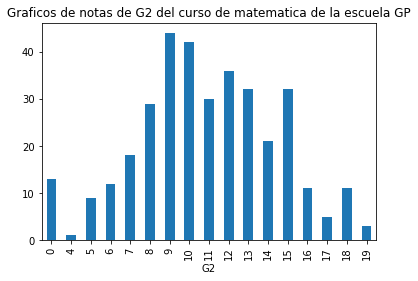 Graficos de notas de G2 del curso de matematica de la escuela GP
40
30
20
10
0
0 4 5 6 7 8 9 10 11 12 13 14 15 16 17 18 19
G2